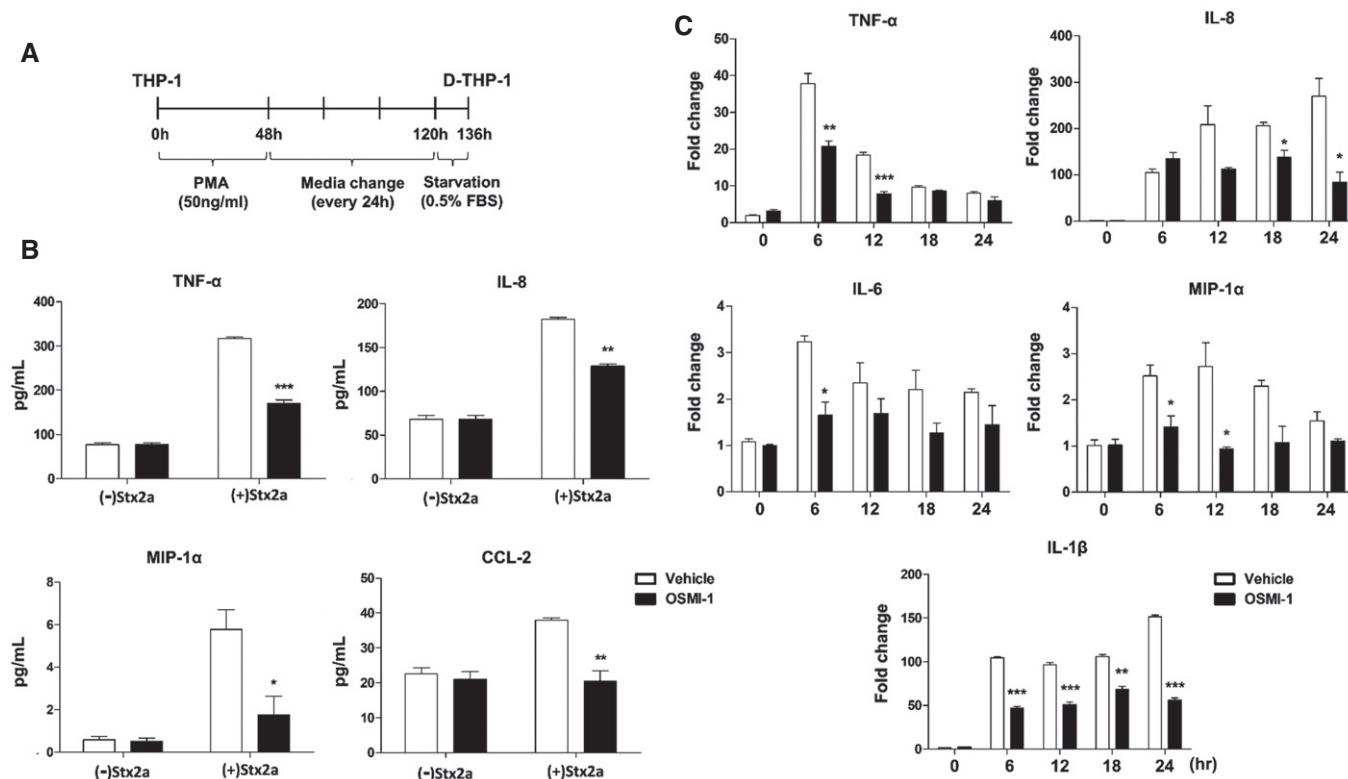 A
THP-1 D-THP-1
0h 48h 120h 136h
PMA Media change Starvation
(50ng/ml) (every 24h) (0.5% FBS)
B
TNF-α
pg/mL
400
300
200
100
0
***
(-)Stx2a (+)Stx2a
IL-8
pg/mL
200
150
100
50
0
**
(-)Stx2a (+)Stx2a
MIP-1α
pg/mL
8
6
4
2
0
*
(-)Stx2a (+)Stx2a
CCL-2
pg/mL
50
40
30
20
10
0
**
(-)Stx2a (+)Stx2a
Vehicle
OSMI-1
C
TNF-α
Fold change
50
40
30
20
10
0
**
***
0 6 12 18 24
IL-8
Fold change
400
300
200
100
0
*
*
0 6 12 18 24
IL-6
Fold change
4
3
2
1
0
*
0 6 12 18 24
MIP-1α
Fold change
4
3
2
1
0
*
*
0 6 12 18 24
IL-1β
Fold change
200
150
100
50
0
*** *** ** ***
0 6 12 18 24 (hr)
Vehicle
OSMI-1